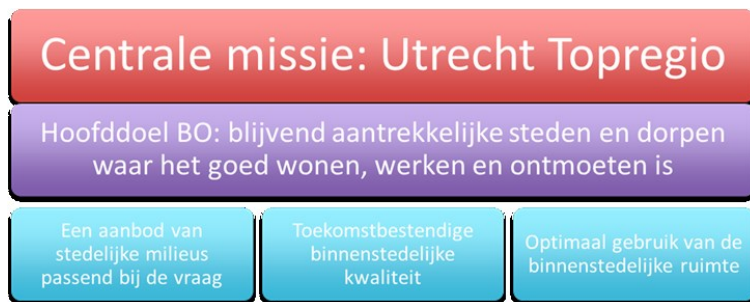 Centrale missie: Utrecht Topregio
Hoofddoel BO: blijvend aantrekkelijke steden en dorpen
waar het goed wonen, werken en ontmoeten is
Een aanbod van
stedelijke milieus
passend bij de vraag
Toekomstbestendige
binnenstedelijke
kwaliteit
Optimaal gebruik van de
binnenstedelijke ruimte